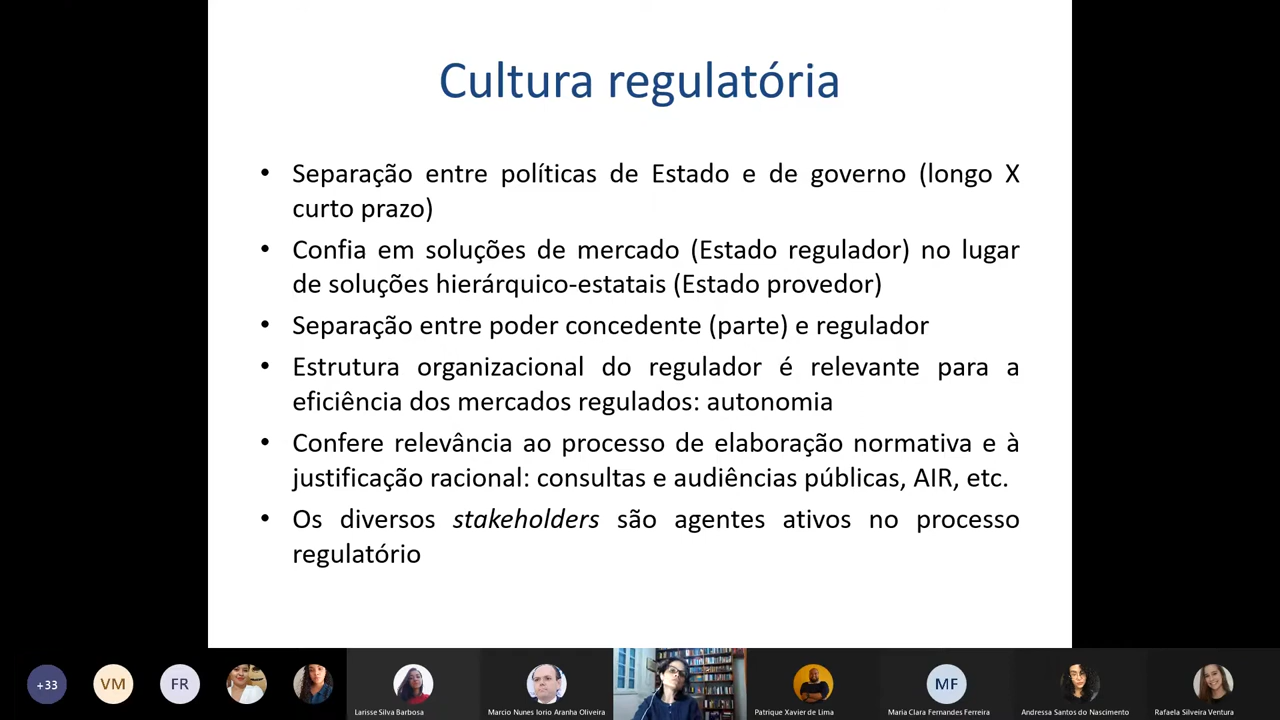 Cultura regulatória
• Separação entre políticas de Estado e de governo (longo X
curto prazo)
• Confia em soluções de mercado (Estado regulador) no lugar
de soluções hierárquico-estatais (Estado provedor)
• Separação entre poder concedente (parte) e regulador
• Estrutura organizacional do regulador é relevante para a
eficiência dos mercados regulados: autonomia
• Confere relevância ao processo de elaboração normativa e à
justificação racional: consultas e audiências públicas, AIR, etc.
• Os diversos stakeholders são agentes ativos no processo
regulatório
+33
VM
FR
Larisse Silva Barbosa
Marcio Nunes Iorio Aranha Oliveira
Patrique Xavier de Lima
MF
Maria Clara Fernandes Ferreira
Andressa Santos do Nascimento
Rafaela Silveira Ventura